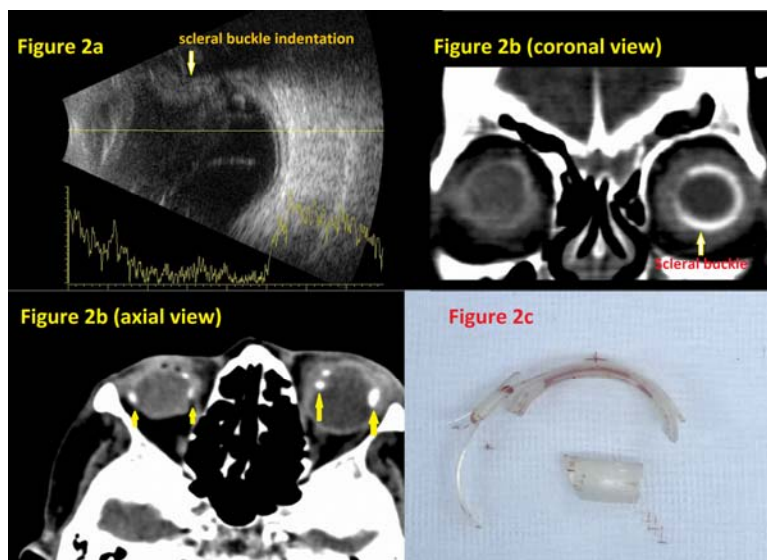 Figure 2a
scleral buckle indentation
Figure 2b (coronal view)
Scleral buckle
Figure 2b (axial view)
Figure 2c